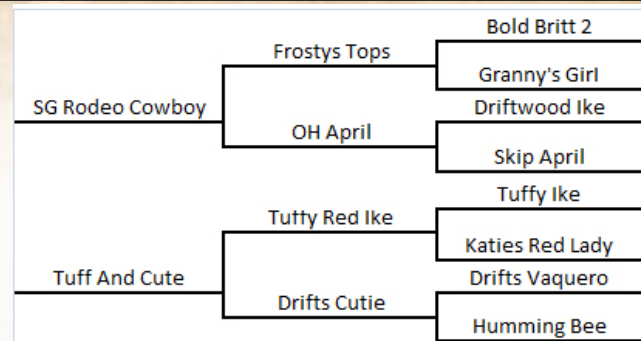 Bold Britt 2
Frostys Tops
Granny's Girl
SG Rodeo Cowboy
Driftwood Ike
OH April
Skip April
Tuffy Ike
Tuffy Red Ike
Katies Red Lady
Tuff And Cute
Drifts Vaquero
Drifts Cutie
Humming Bee